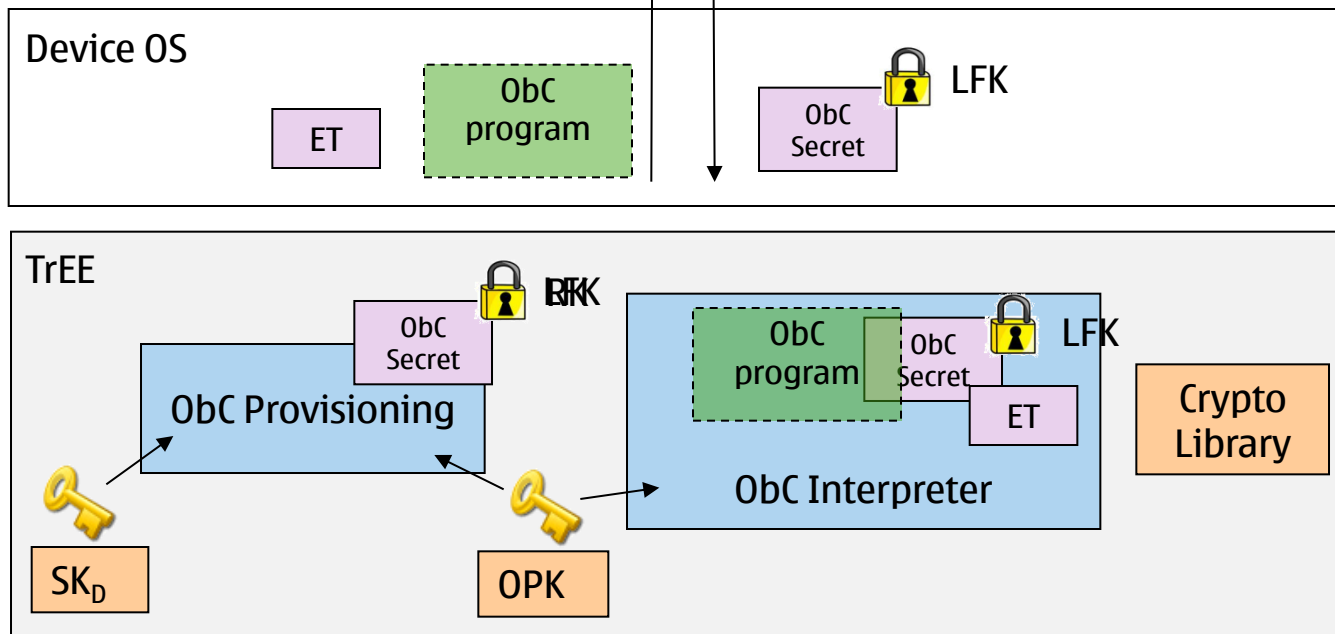 Device OS
ET
ObC
program
ObC
Secret
LFK
TrEE
ObC
Secret
ObC Provisioning
ObC
program
ObC
Secret
LFK
ET
ObC Interpreter
Crypto
Library
SKD
OPK